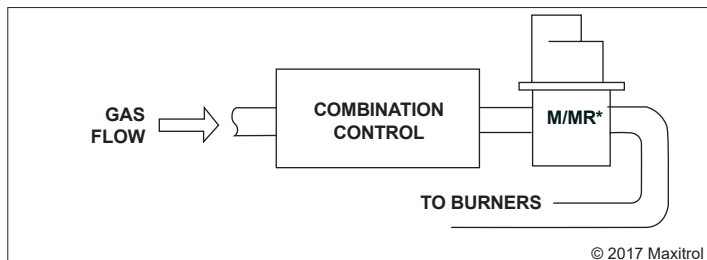 GAS
FLOW
COMBINATION
CONTROL
M/MR*
TO BURNERS
© 2017 Maxitrol